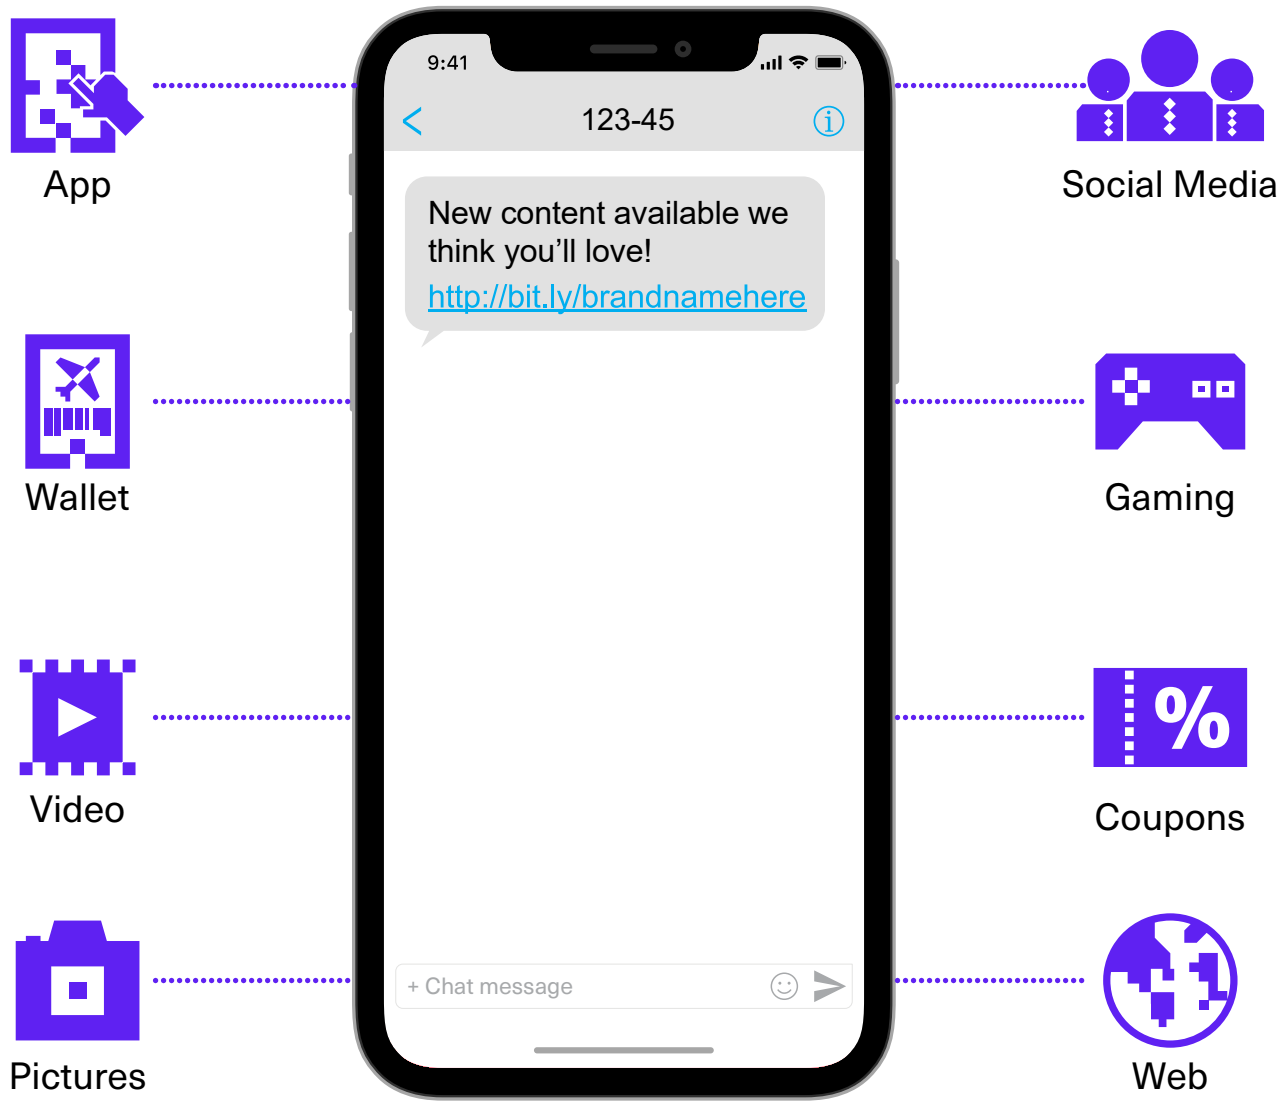 9:41
123-45
New content available we
think you’ll love!
http://bit.ly/brandnamehere
+ Chat message
App
Wallet
Video
Pictures
Social Media
Gaming
%
Coupons
Web